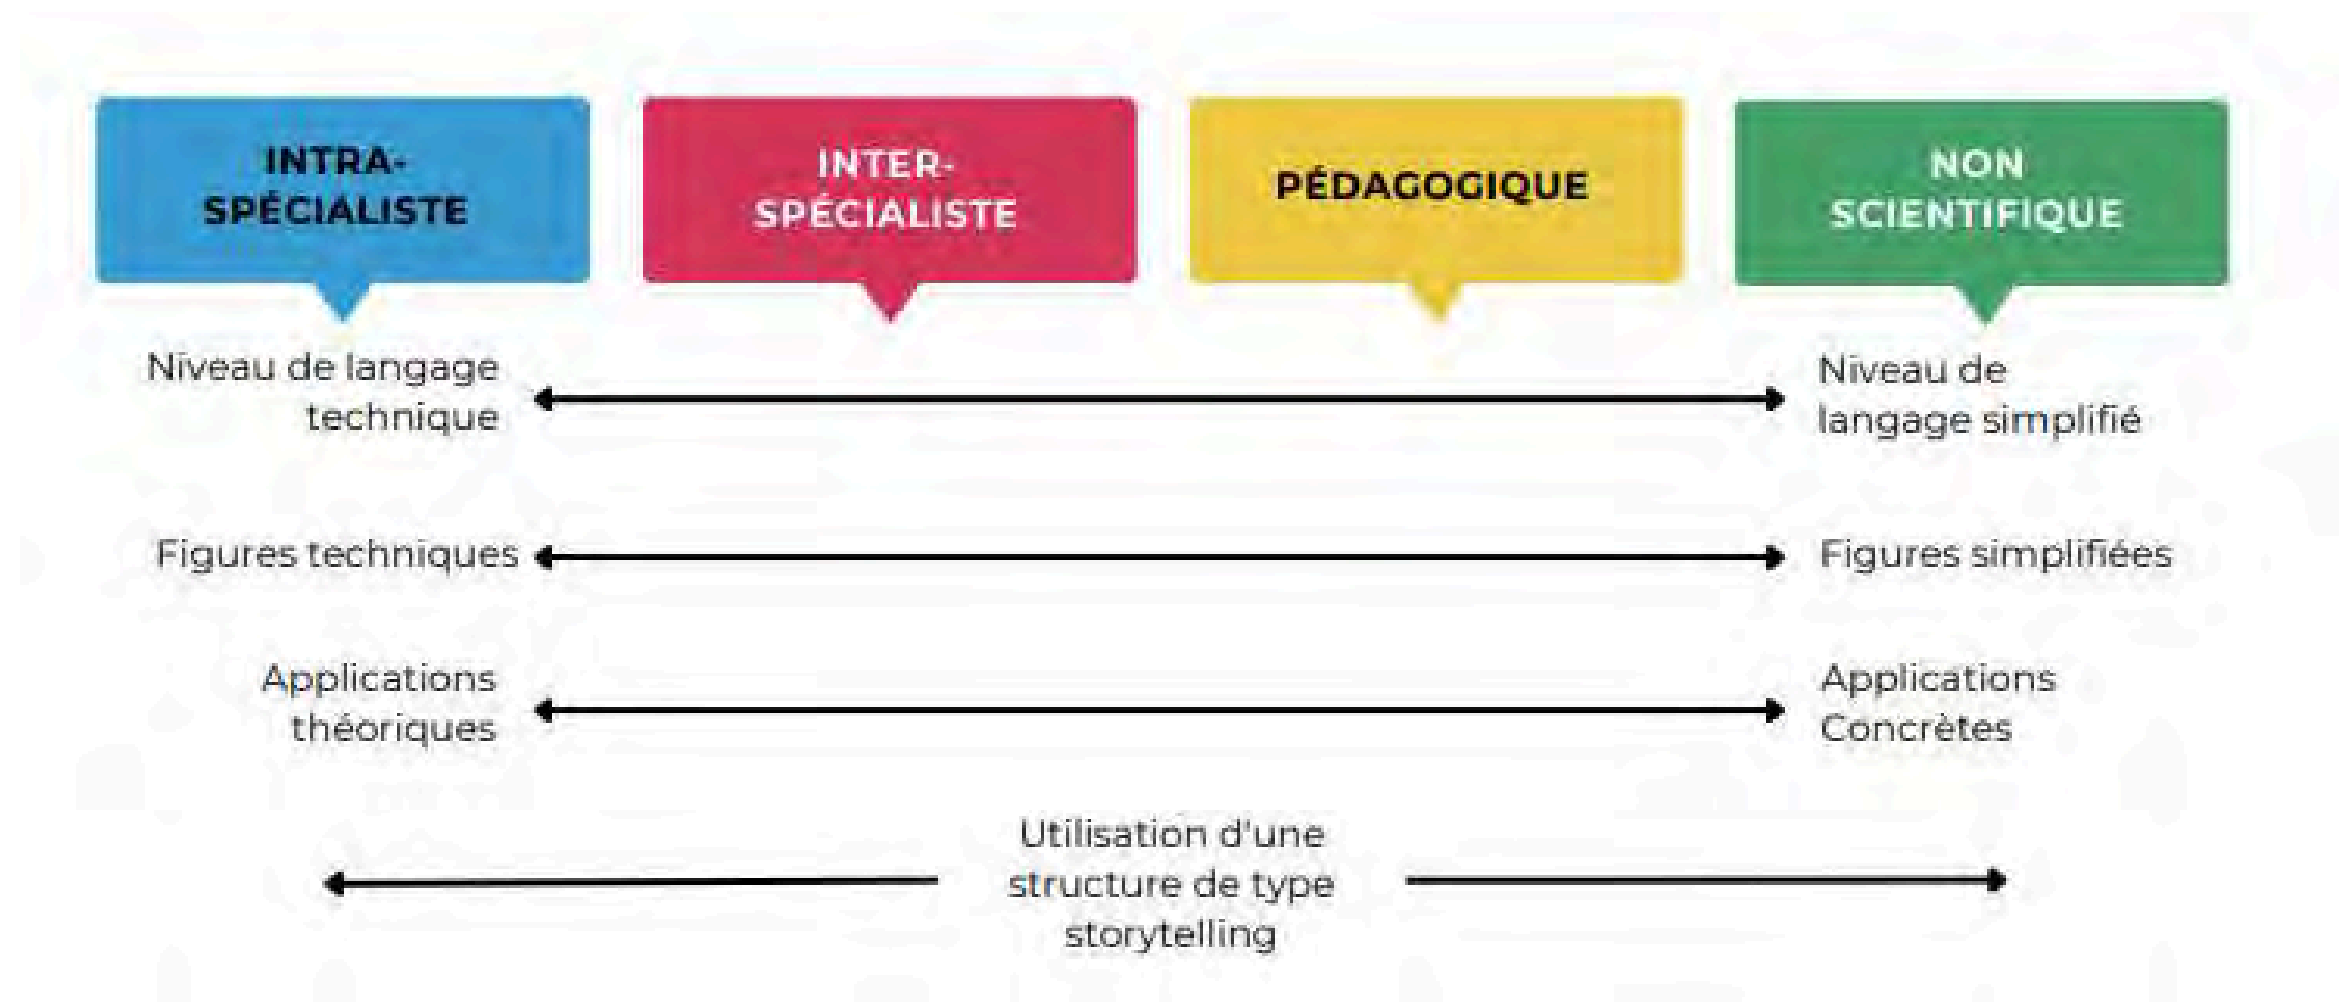 INTRA-
SPÉCIALISTE
INTER-
SPÉCIALISTE
PÉDAGOGIQUE
NON
SCIENTIFIQUE
Niveau de langage
technique
Niveau de
langage simplifié
Figures techniques
Figures simplifiées
Applications
théoriques
Applications
Concrètes
Utilisation d'une
structure de type
storytelling